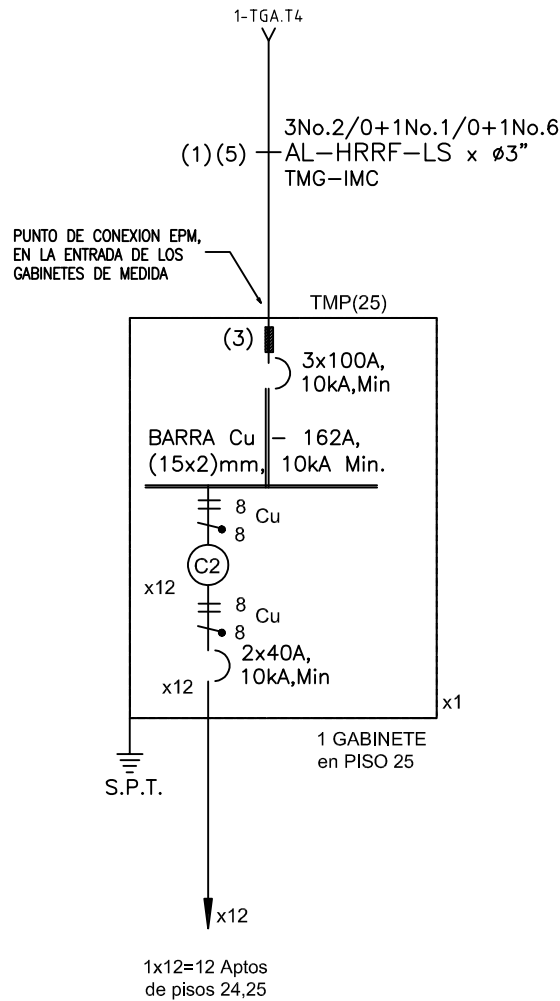 1-TGA.T4
3No.2/0+1No.1/0+1No.6
(1)(5) AL-HRRF-LS x ø3"
TMG-IMC
PUNTO DE CONEXION EPM,
EN LA ENTRADA DE LOS
GABINETES DE MEDIDA
TMP(25)
(3)
3x100A,
10kA,Min
BARRA Cu - 162A,
(15x2)mm, 10kA Min.
8 Cu
8
C2
x12
8 Cu
8
2x40A,
10kA,Min
x12
x1
1 GABINETE
en PISO 25
S.P.T.
x12
1x12=12 Aptos
de pisos 24,25